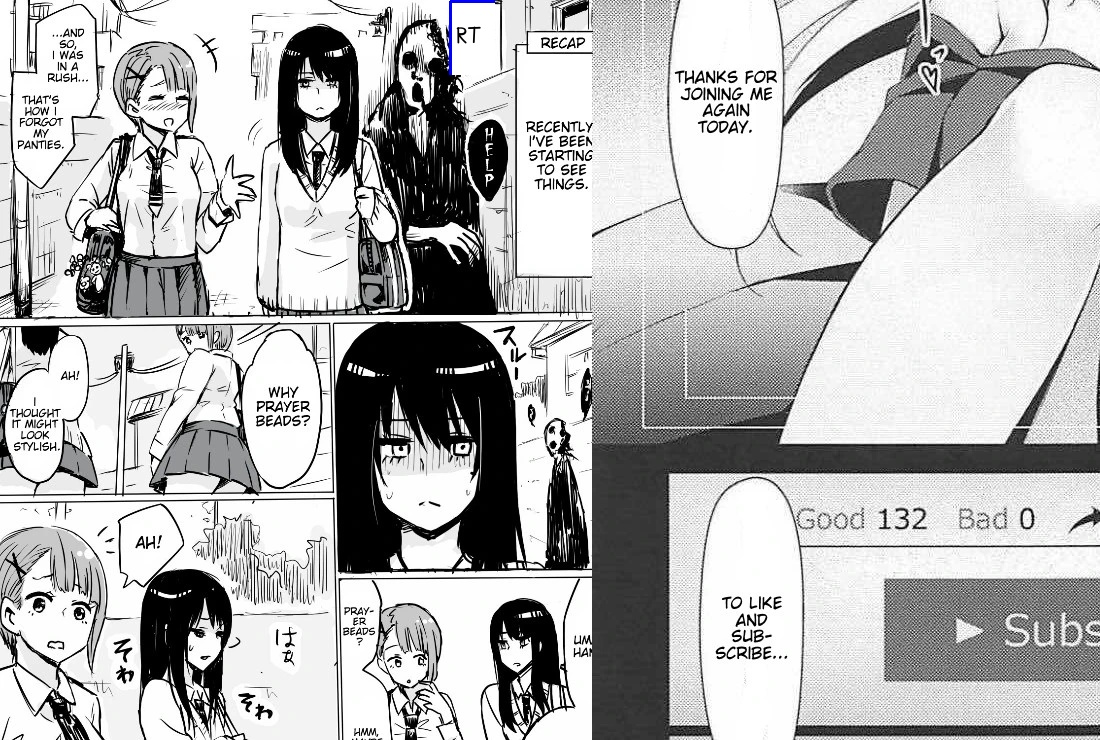 RECAP
RECENTLY
I'VE BEEN
STARTING
TO SEE
THINGS.
RT
HELP
...AND
SO,
I WAS
IN A
RUSH...
THAT'S
HOW I
FORGOT
MY
PANTIES.
スルー
WHY
PRAYER
BEADS?
AH!
I
THOUGHT
IT MIGHT
LOOK
STYLISH.
AH!
はぁ
そわ
そわ
PRAY-
ER
BEADS
?
HMM,
THANKS FOR
JOINING ME
AGAIN
TODAY.
Good 132 Bad 0
TO LIKE
AND
SUB-
SCRIBE...
Subs